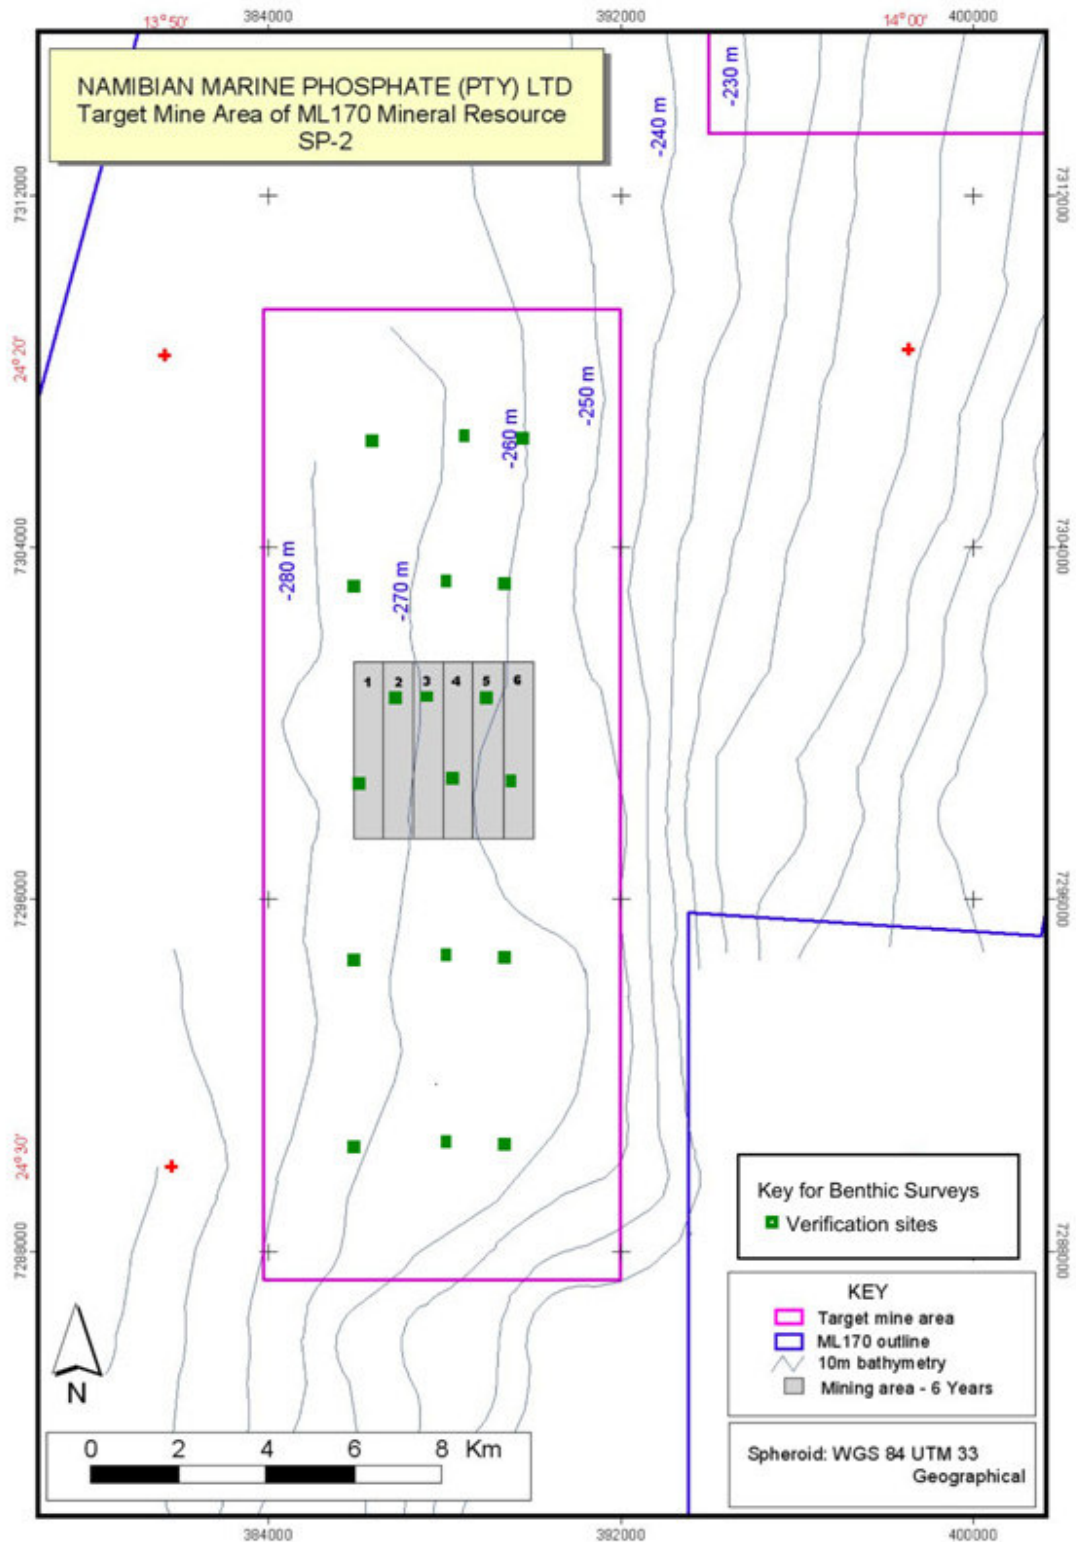 384000
392000
400000
13° 50'
14° 00'
NAMIBIAN MARINE PHOSPHATE (PTY) LTD
Target Mine Area of ML170 Mineral Resource
SP-2
-230 m
-240 m
7312000
7312000
24° 20'
-250 m
-260 m
7304000
7304000
-280 m
-270 m
1 2 3 4 5 6
7296000
7296000
24° 30'
Key for Benthic Surveys
Verification sites
7288000
7288000
KEY
Target mine area
ML170 outline
10m bathymetry
Mining area - 6 Years
N
0 2 4 6 8 Km
Spheroid: WGS 84 UTM 33
Geographical
384000
392000
400000